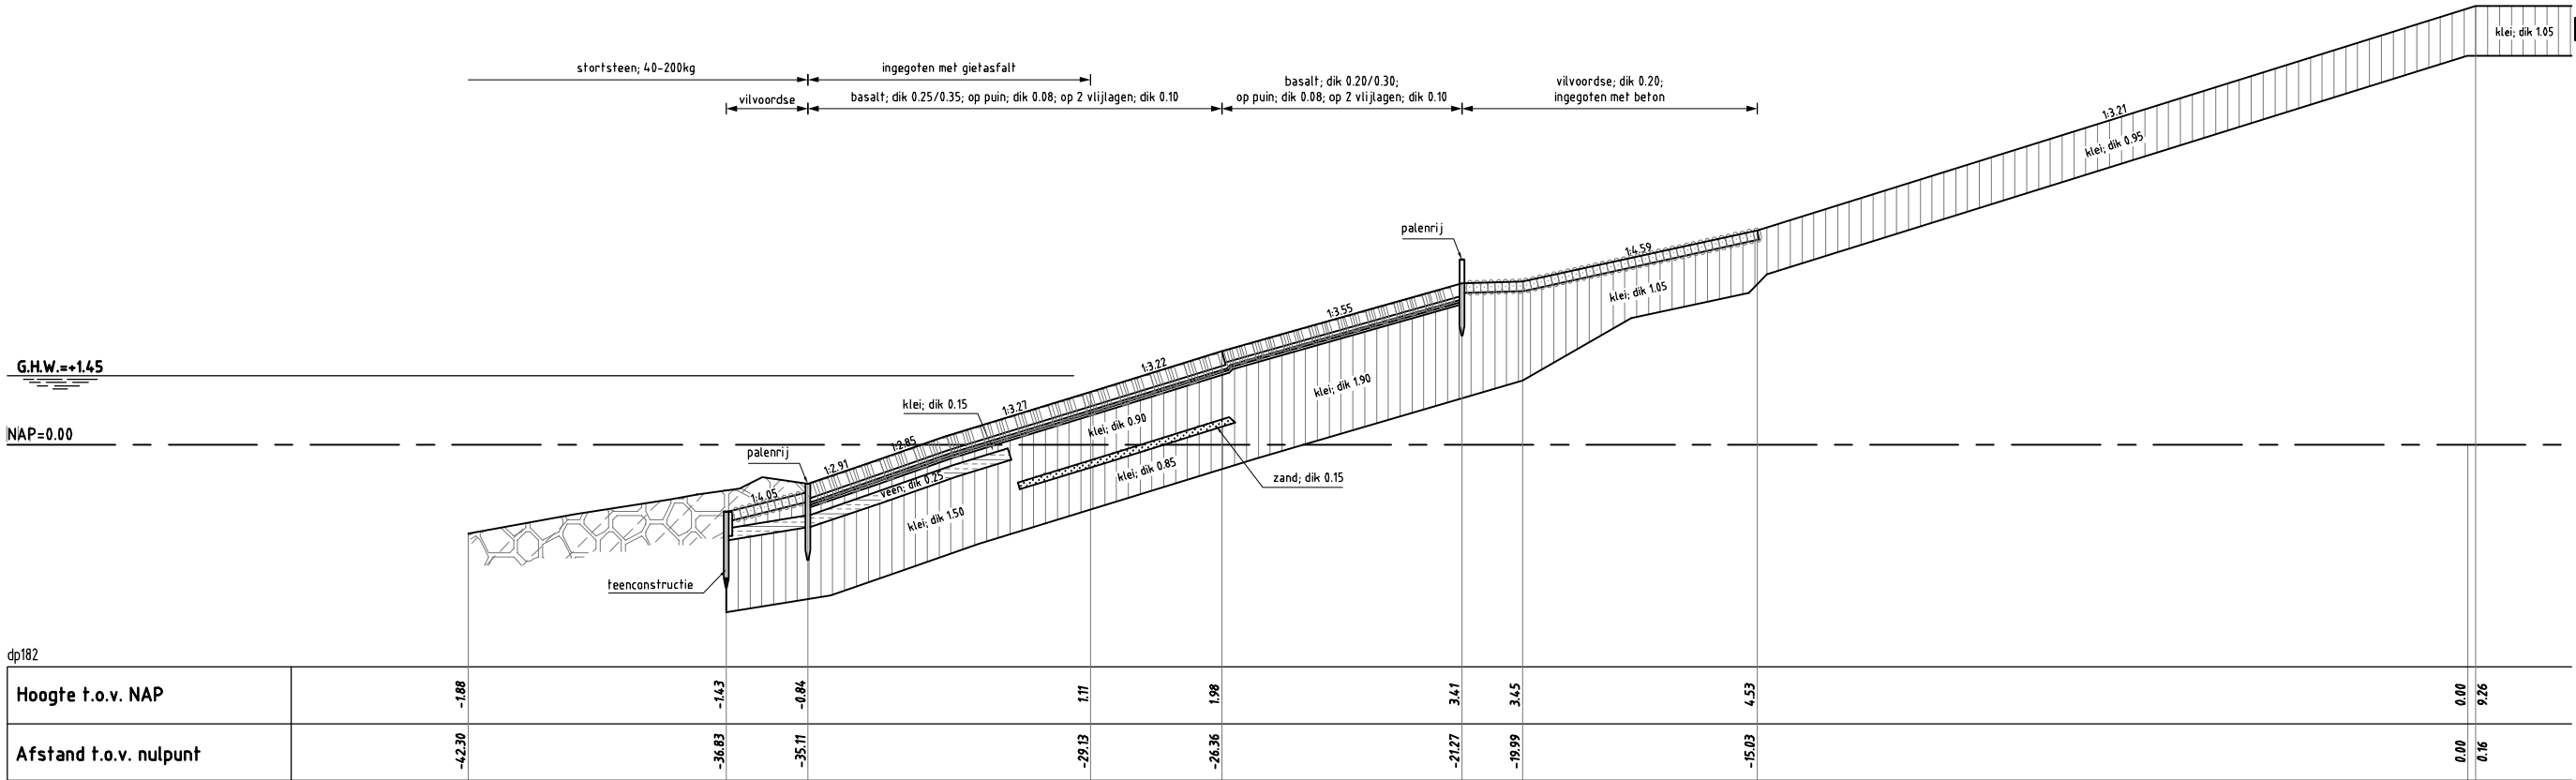 klei; dik 1.05
stortsteen; 40-200kg
ingegoten met gietasfalt
vilvoordse
basalt; dik 0.25/0.35; op puin; dik 0.08; op 2 vlijlagen; dik 0.10
basalt; dik 0.20/0.30;
op puin; dik 0.08; op 2 vlijlagen; dik 0.10
vilvoordse; dik 0.20;
ingegoten met beton
1:3.21
klei; dik 0.95
palenrij
1:4.59
klei; dik 1.05
1:3.55
G.H.W.=+1.45
1:3.22
klei; dik 1.90
klei; dik 0.15
1:3.27
klei; dik 0.90
NAP=0.00
1:2.85
palenrij
1:2.91
klei; dik 0.85
zand; dik 0.15
veen; dik 0.25
1:4.05
klei; dik 1.50
teenconstructie
dp182
Hoogte t.o.v. NAP -1.88 -1.43 -0.84 1.11 1.98 3.41 3.45 4.53 0.00 9.26
Afstand t.o.v. nulpunt -42.30 -36.83 -35.11 -29.13 -26.36 -21.27 -19.99 -15.03 0.00 0.16